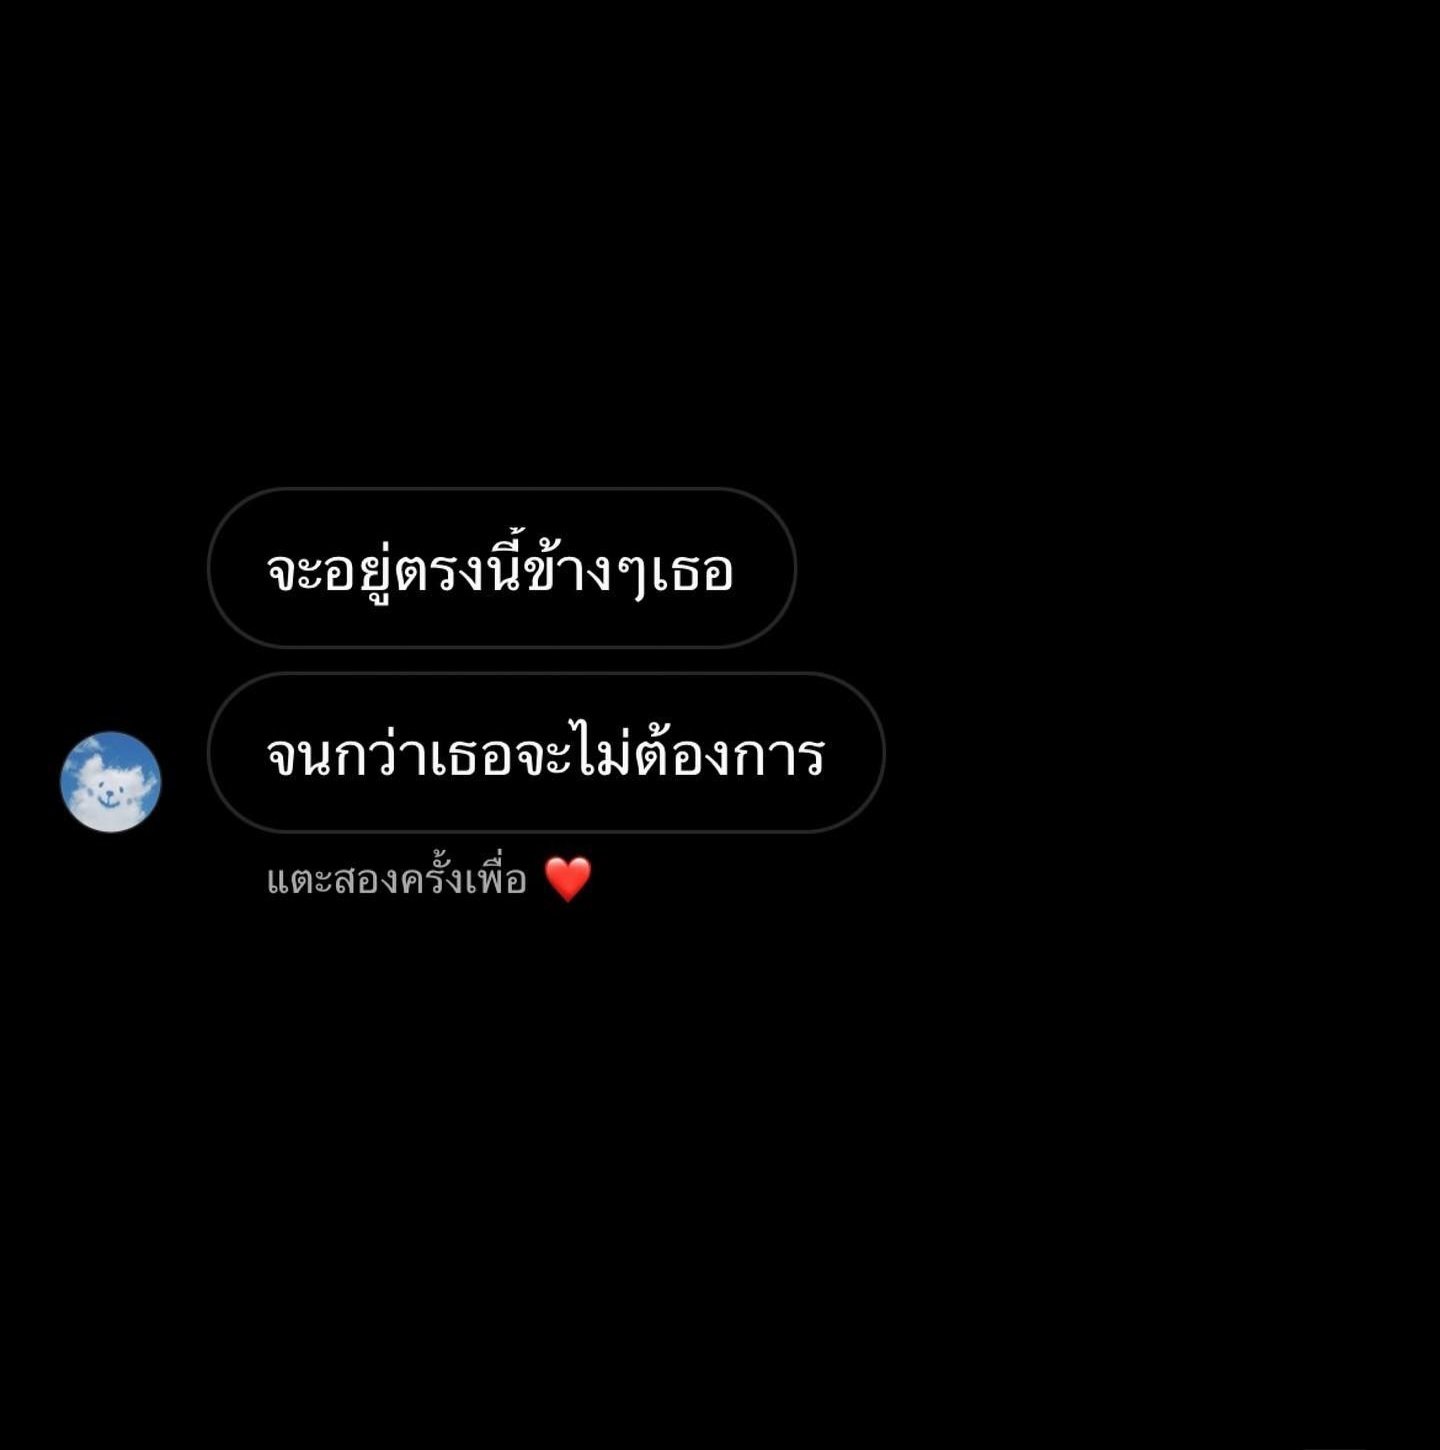 จะอยู่ตรงนี้ข้างๆเธอ
จนกว่าเธอจะไม่ต้องการ
แตะสองครั้งเพื่อ ❤️